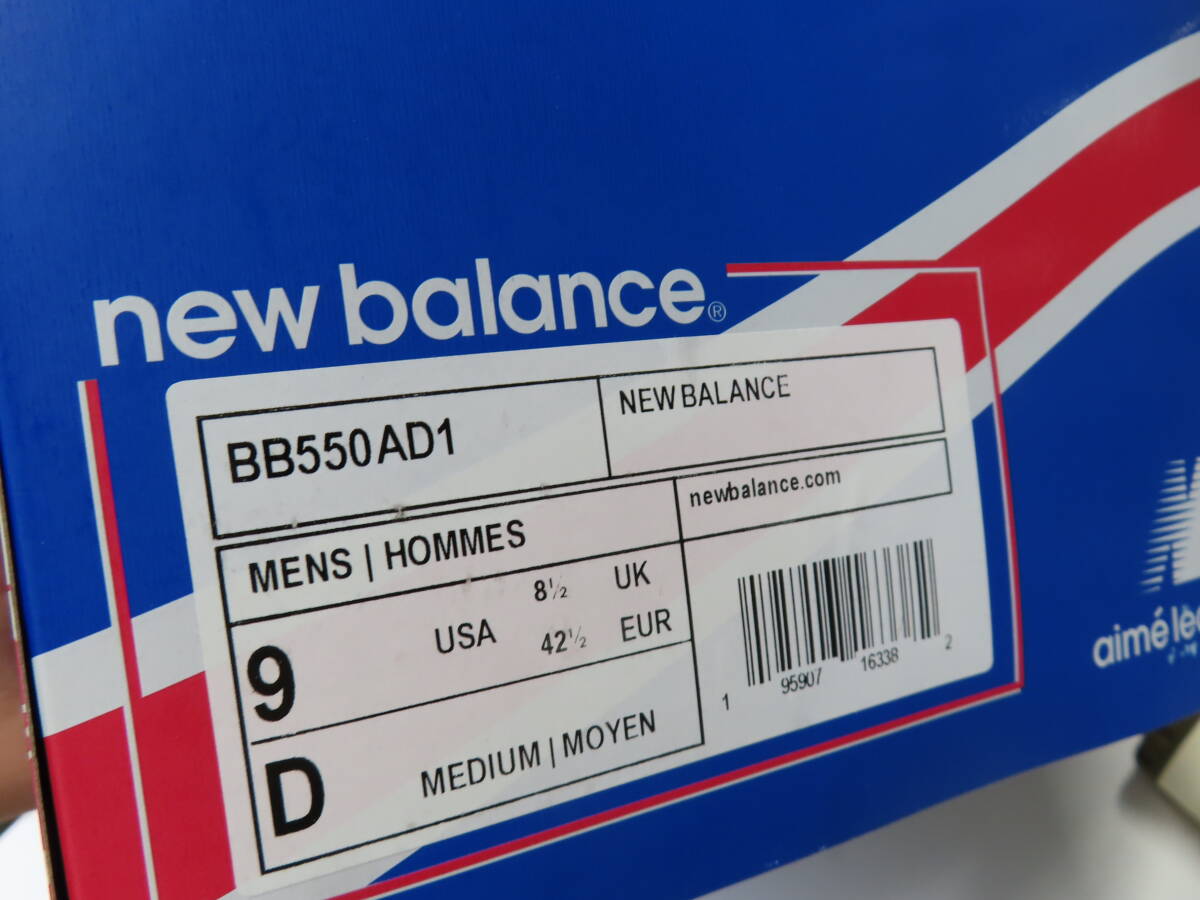 new balance®
BB550AD1
NEW BALANCE
MENS | HOMMES
newbalance.com
9 USA 8½ UK
42½ EUR
D MEDIUM | MOYEN
1 95907 16338 2
aimé